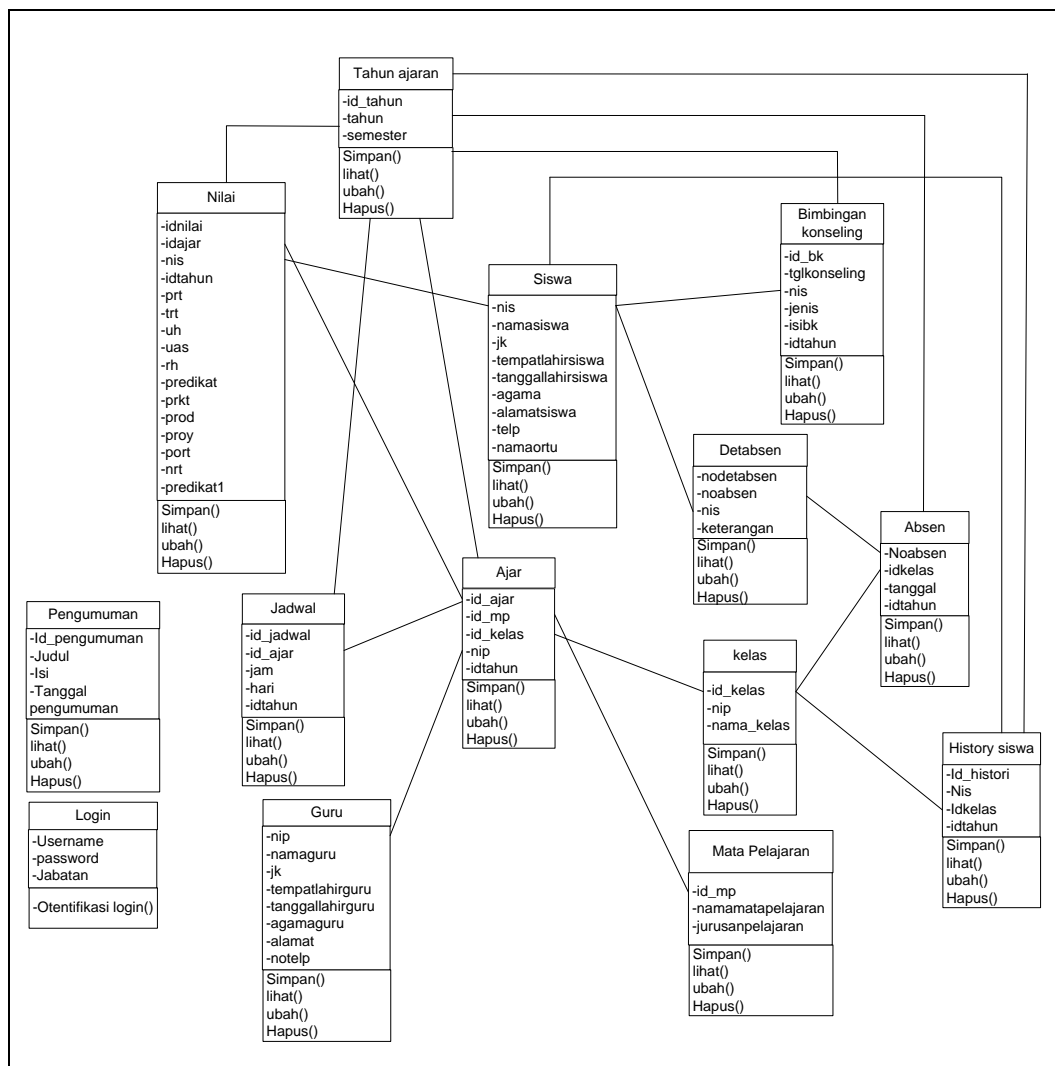 Tahun ajaran
-id_tahun
-tahun
-semester
Simpan()
lihat()
ubah()
Hapus()
Nilai
-idnilai
-idajar
-nis
-idtahun
-prt
-trt
-uh
-uas
-rh
-predikat
-prkt
-prod
-proy
-port
-nrt
-predikat1
Simpan()
lihat()
ubah()
Hapus()
Siswa
-nis
-namasiswa
-jk
-tempatlahirsiswa
-tanggallahirsiswa
-agama
-alamatsiswa
-telp
-namaortu
Simpan()
lihat()
ubah()
Hapus()
Bimbingan
konseling
-id_bk
-tglkonseling
-nis
-jenis
-isibk
-idtahun
Simpan()
lihat()
ubah()
Hapus()
Detabsen
-nodetabsen
-noabsen
-nis
-keterangan
Simpan()
lihat()
ubah()
Hapus()
Absen
-Noabsen
-idkelas
-tanggal
-idtahun
Simpan()
lihat()
ubah()
Hapus()
Pengumuman
-Id_pengumuman
-Judul
-Isi
-Tanggal
pengumuman
Simpan()
lihat()
ubah()
Hapus()
Jadwal
-id_jadwal
-id_ajar
-jam
-hari
-idtahun
Simpan()
lihat()
ubah()
Hapus()
Ajar
-id_ajar
-id_mp
-id_kelas
-nip
-idtahun
Simpan()
lihat()
ubah()
Hapus()
kelas
-id_kelas
-nip
-nama_kelas
Simpan()
lihat()
ubah()
Hapus()
History siswa
-Id_histori
-Nis
-Idkelas
-idtahun
Simpan()
lihat()
ubah()
Hapus()
Login
-Username
-password
-Jabatan
-Otentifikasi login()
Guru
-nip
-namaguru
-jk
-tempatlahirguru
-tanggallahirguru
-agamaguru
-alamat
-notelp
Simpan()
lihat()
ubah()
Hapus()
Mata Pelajaran
-id_mp
-namamatapelajaran
-jurusanpelajaran
Simpan()
lihat()
ubah()
Hapus()